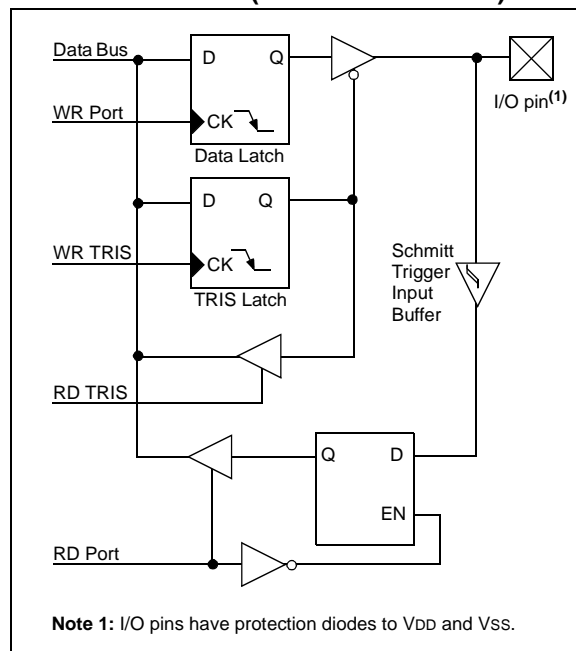 Data Bus
D Q
I/O pin(1)
WR Port
CK
Data Latch
D Q
WR TRIS
CK
TRIS Latch
Schmitt
Trigger
Input
Buffer
RD TRIS
Q D
EN
RD Port
Note 1: I/O pins have protection diodes to VDD and VSS.